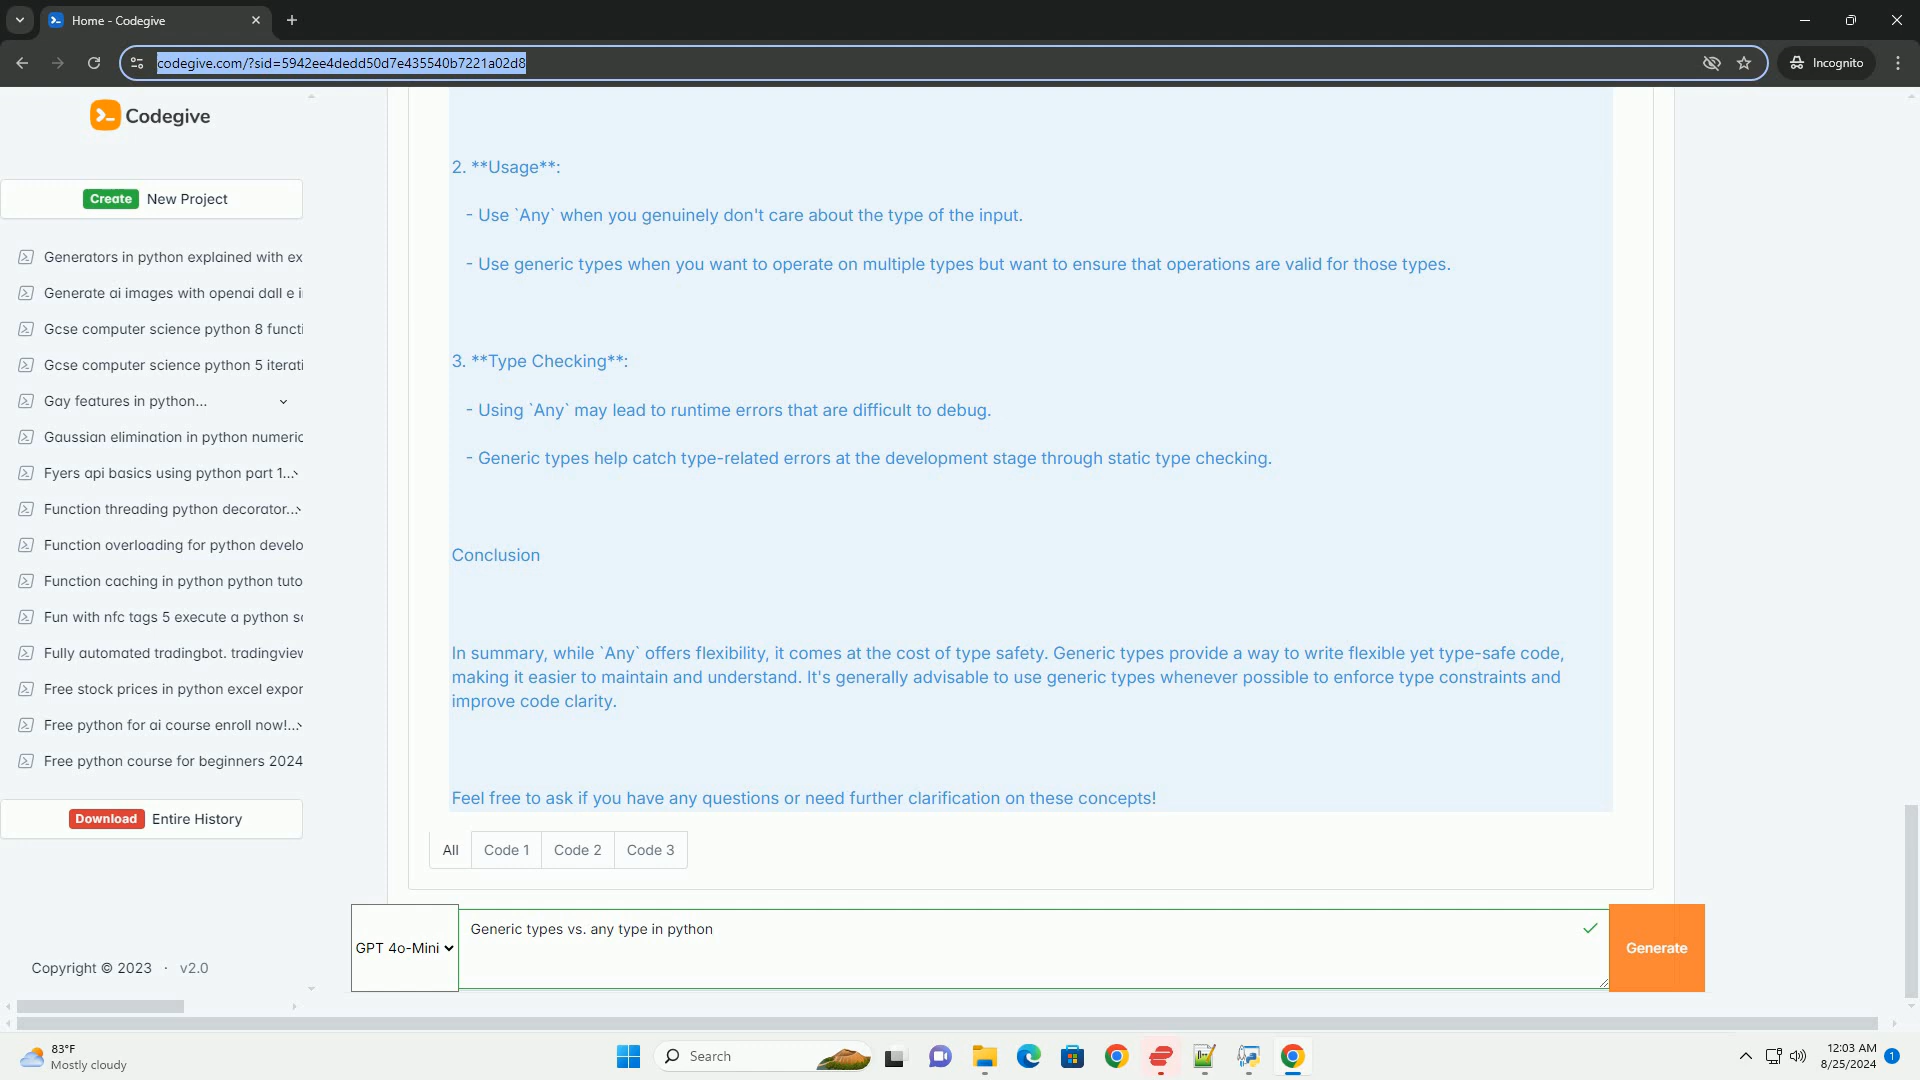 Home - Codegive
codegive.com/?sid=5942ee4dedd50d7e435540b7221a02d8
Incognito
Codegive
Create New Project
Generators in python explained with ex
Generate ai images with openai dall e i
Gcse computer science python 8 functi
Gcse computer science python 5 iterati
Gay features in python...
Gaussian elimination in python numeric
Fyers api basics using python part 1...
Function threading python decorator...
Function overloading for python develo
Function caching in python python tuto
Fun with nfc tags 5 execute a python sc
Fully automated tradingbot. tradingview
Free stock prices in python excel expor
Free python for ai course enroll now!...
Free python course for beginners 2024
Download Entire History
Copyright © 2023 · v2.0
2. **Usage**:
- Use `Any` when you genuinely don't care about the type of the input.
- Use generic types when you want to operate on multiple types but want to ensure that operations are valid for those types.
3. **Type Checking**:
- Using `Any` may lead to runtime errors that are difficult to debug.
- Generic types help catch type-related errors at the development stage through static type checking.
Conclusion
In summary, while `Any` offers flexibility, it comes at the cost of type safety. Generic types provide a way to write flexible yet type-safe code,
making it easier to maintain and understand. It's generally advisable to use generic types whenever possible to enforce type constraints and
improve code clarity.
Feel free to ask if you have any questions or need further clarification on these concepts!
All Code 1 Code 2 Code 3
GPT 4o-Mini
Generic types vs. any type in python
Generate
83°F
Mostly cloudy
Search
12:03 AM
8/25/2024
1